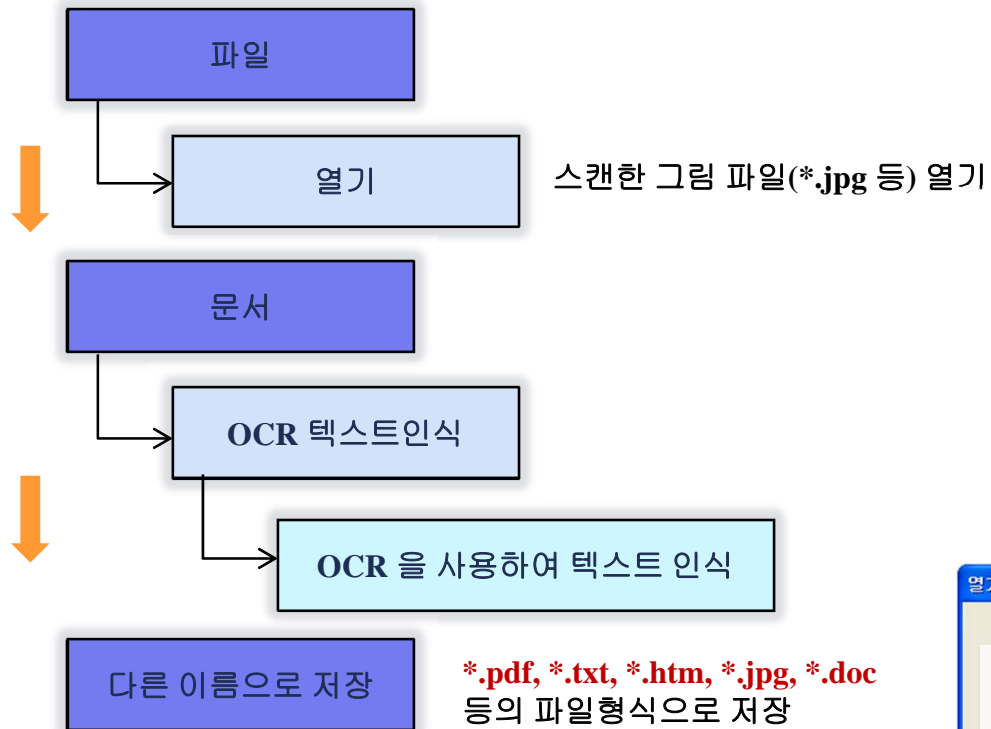 파일
열기
스캔한 그림 파일(*.jpg 등) 열기
문서
OCR 텍스트인식
OCR 을 사용하여 텍스트 인식
다른 이름으로 저장
*.pdf, *.txt, *.htm, *.jpg, *.doc
등의 파일형식으로 저장